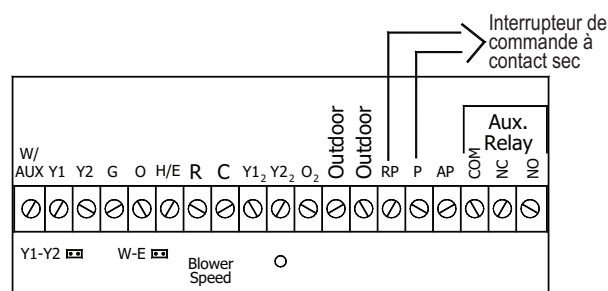 Interrupteur de
commande à
contact sec
Aux.
Relay
W/
AUX Y1 Y2 G O H/E R C Y1₂ Y2₂ O₂ Outdoor Outdoor RP P AP COM NC NO
Y1-Y2 W-E
Blower
Speed